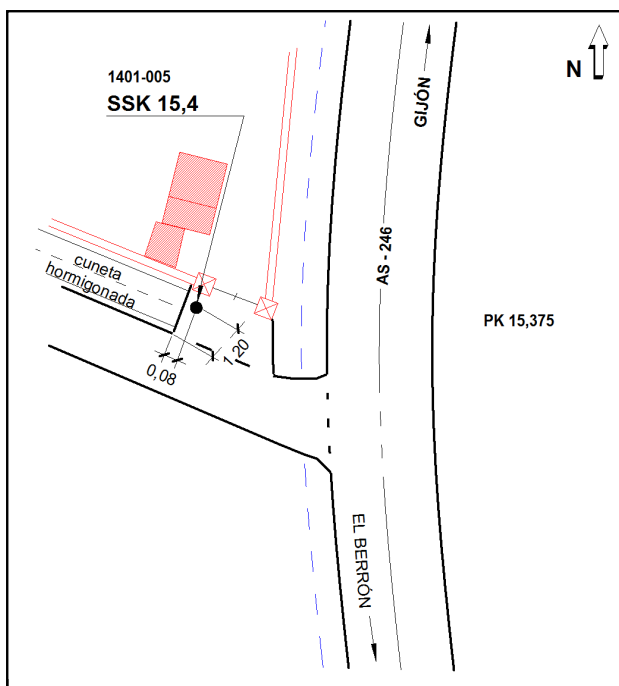 1401-005
SSK 15,4
N
GIJÓN
AS - 246
cuneta
hormigonada
PK 15,375
1,20
0,08
EL BERRÓN